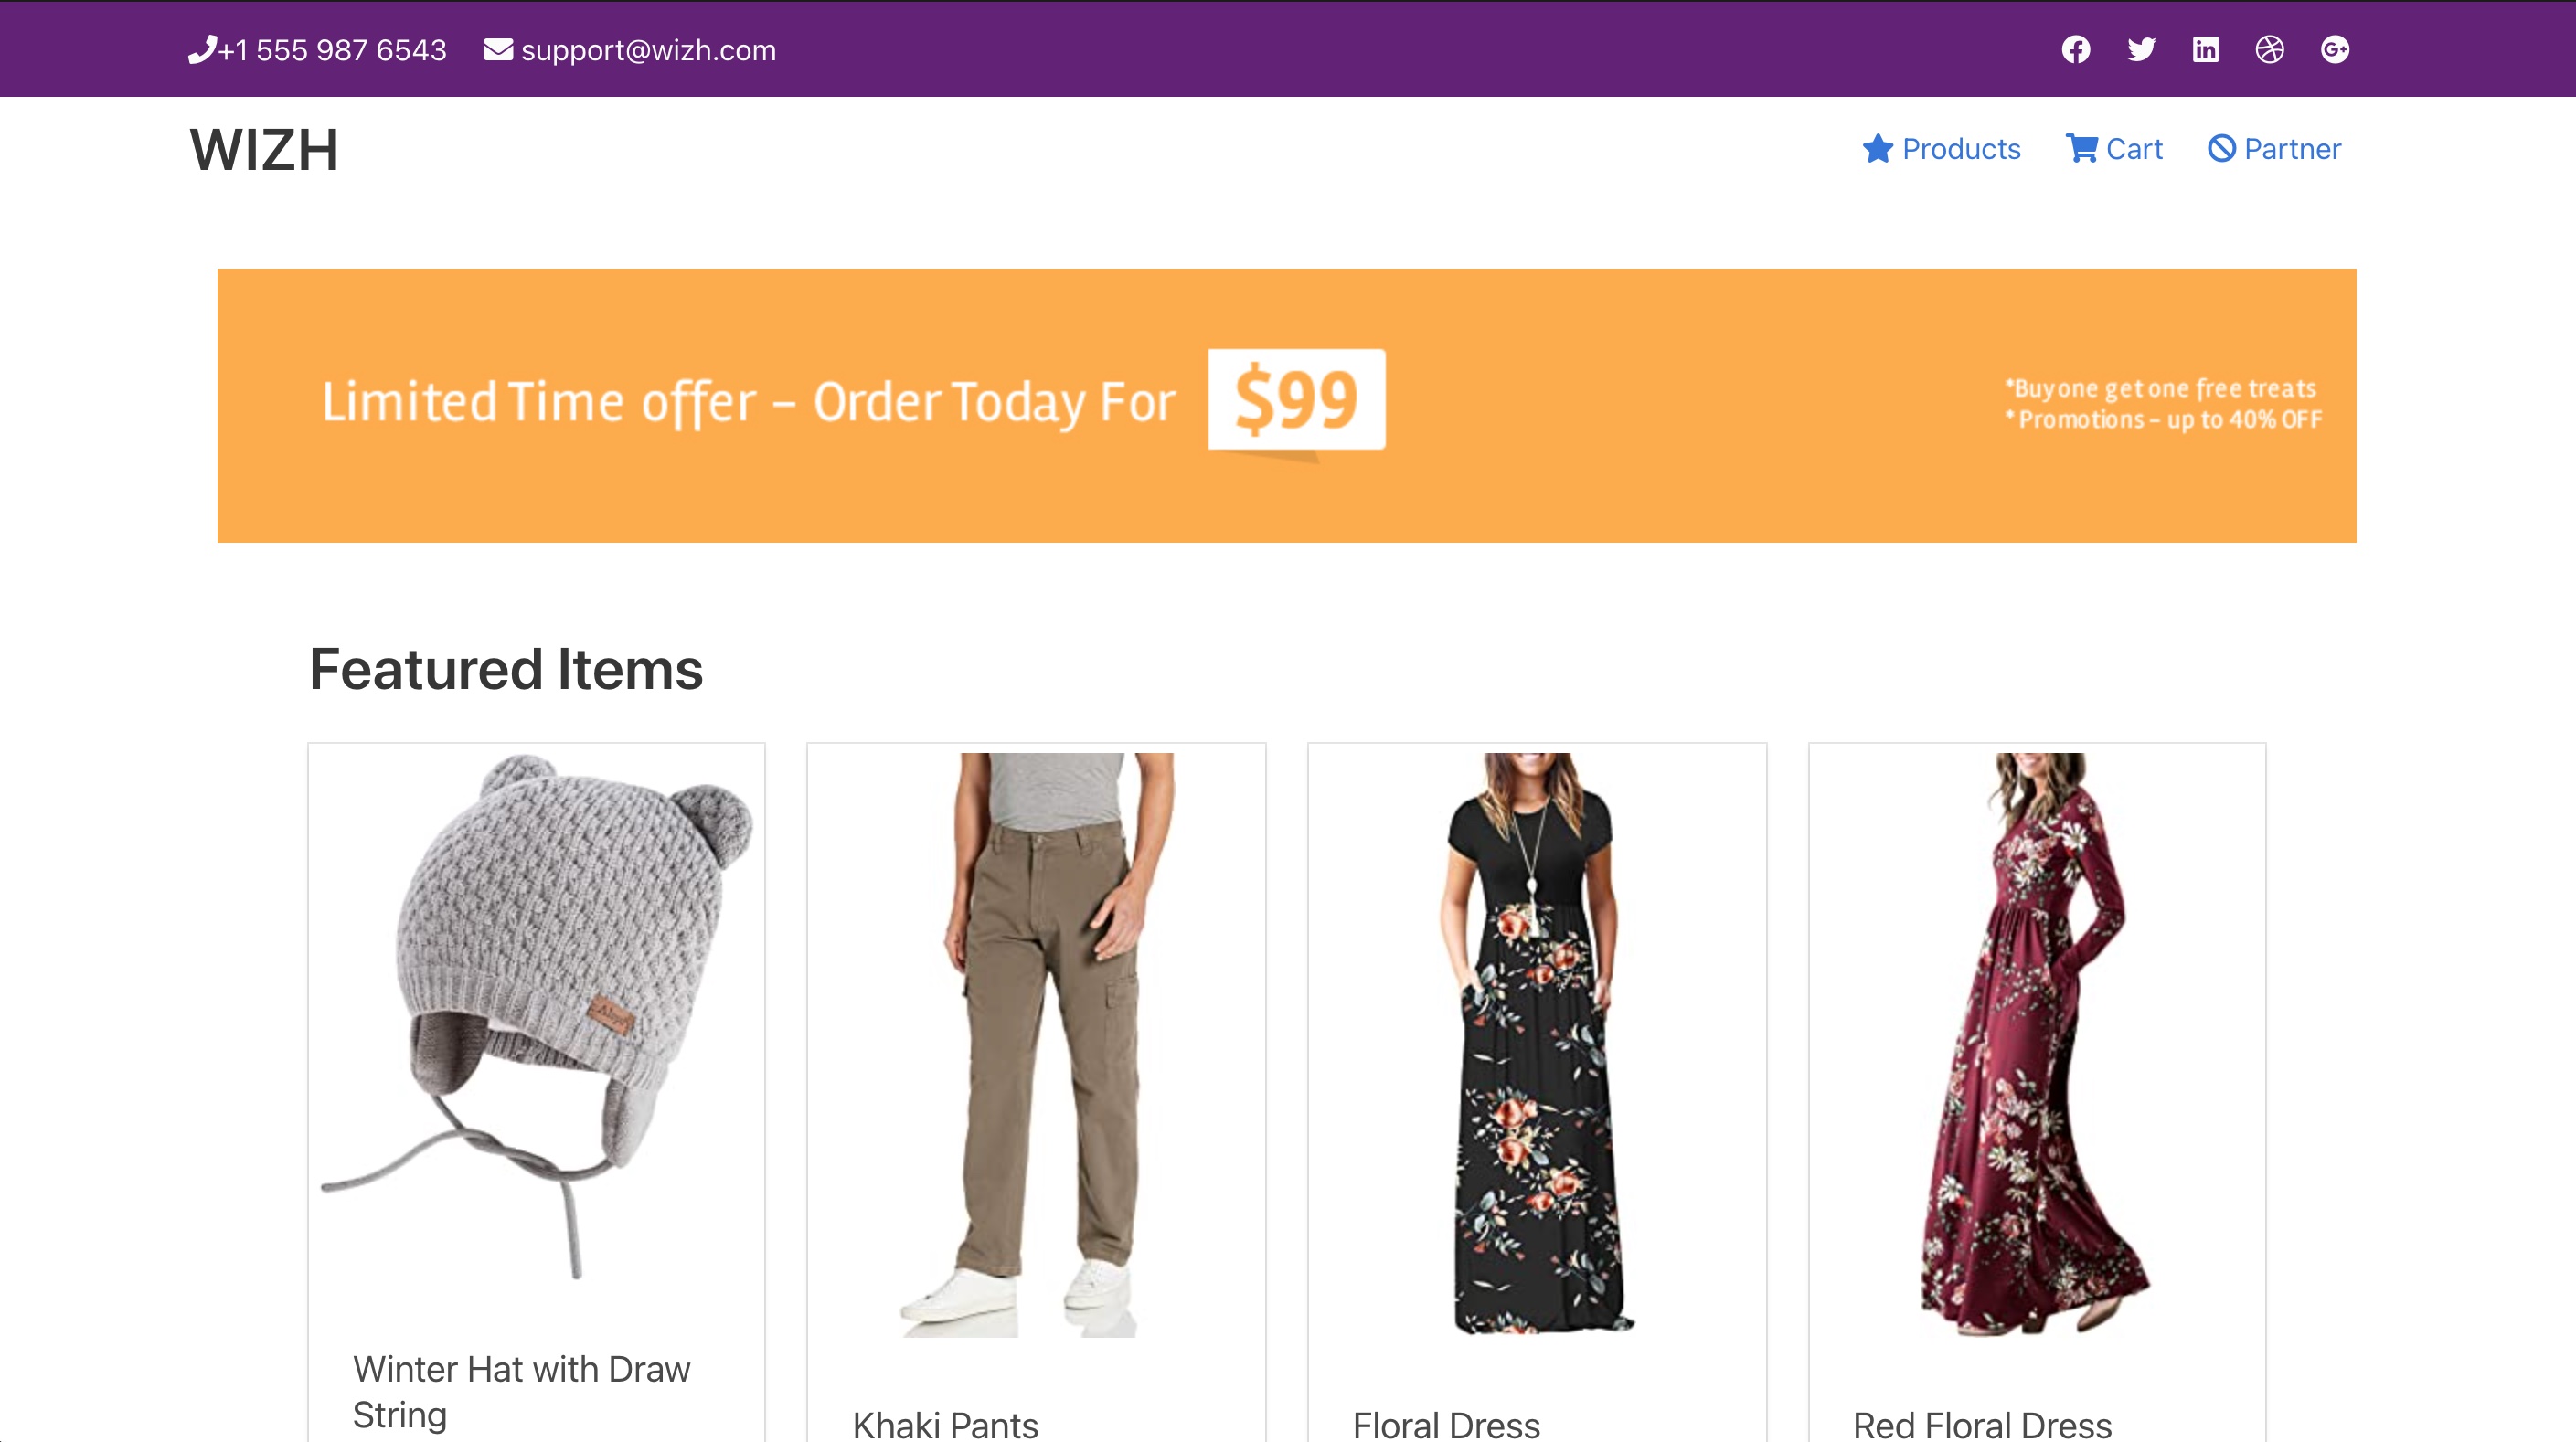 +1 555 987 6543 support@wizh.com
WIZH
Products Cart Partner
Limited Time offer – Order Today For $99
*Buy one get one free treats
* Promotions – up to 40% OFF
Featured Items
Winter Hat with Draw
String
Khaki Pants
Floral Dress
Red Floral Dress